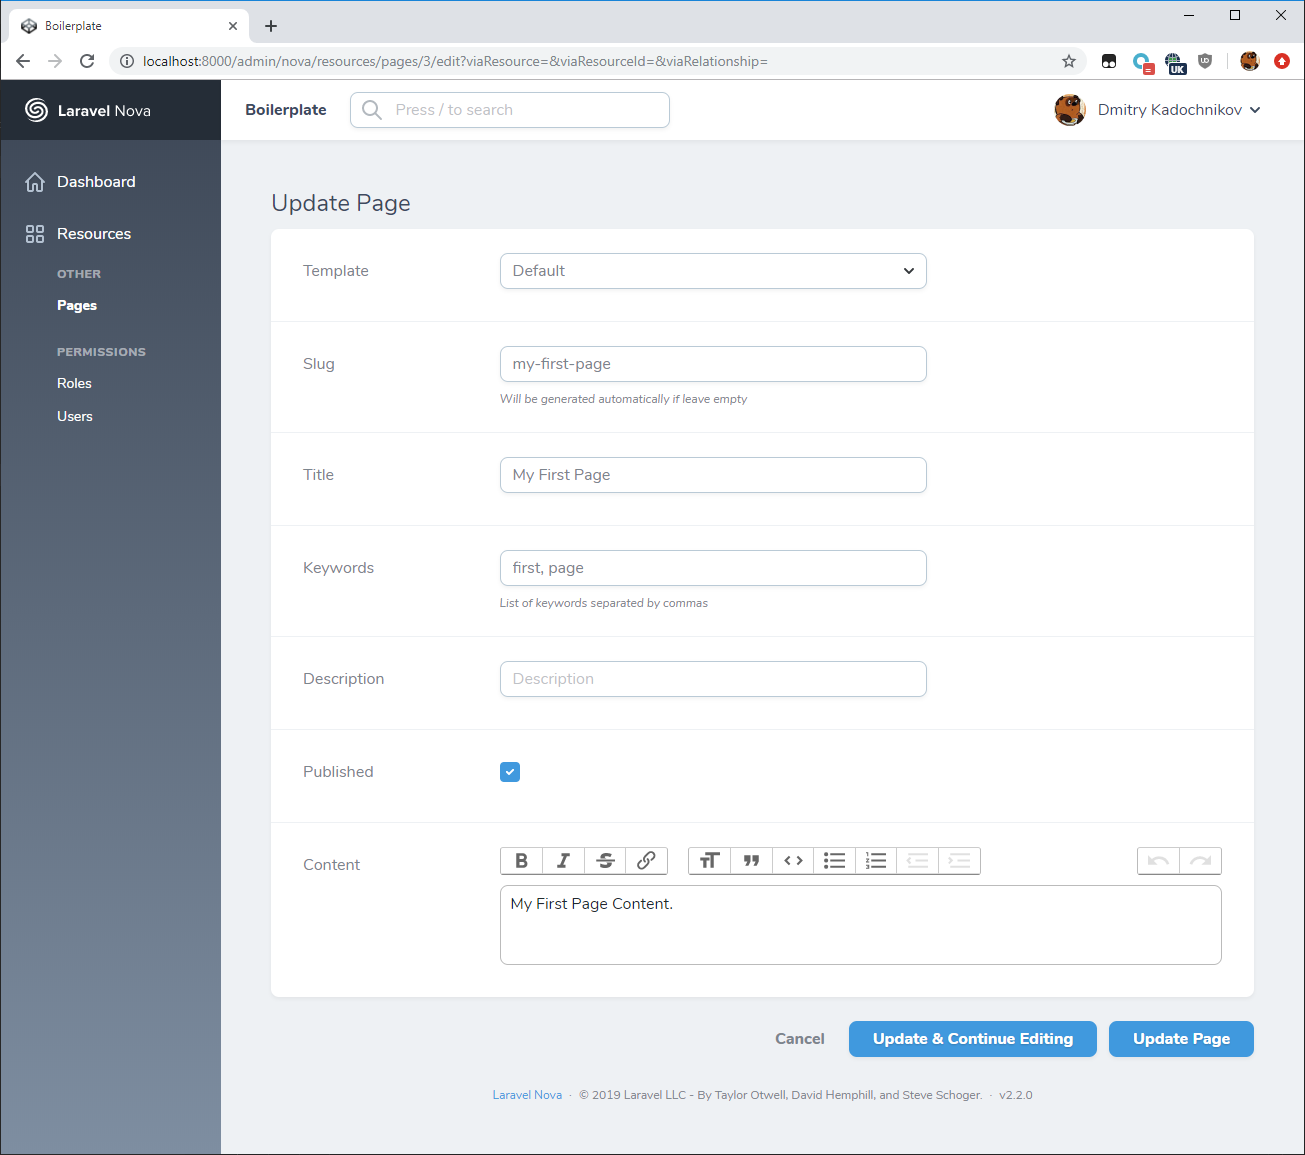 Boilerplate
localhost:8000/admin/nova/resources/pages/3/edit?viaResource=&viaResourceId=&viaRelationship=
UK
Laravel Nova
Boilerplate
Press / to search
Dmitry Kadochnikov
Dashboard
Resources
OTHER
Pages
PERMISSIONS
Roles
Users
Update Page
Template
Default
Slug
my-first-page
Will be generated automatically if leave empty
Title
My First Page
Keywords
first, page
List of keywords separated by commas
Description
Description
Published
Content
My First Page Content.
Cancel
Update & Continue Editing
Update Page
Laravel Nova · © 2019 Laravel LLC - By Taylor Otwell, David Hemphill, and Steve Schoger. · v2.2.0